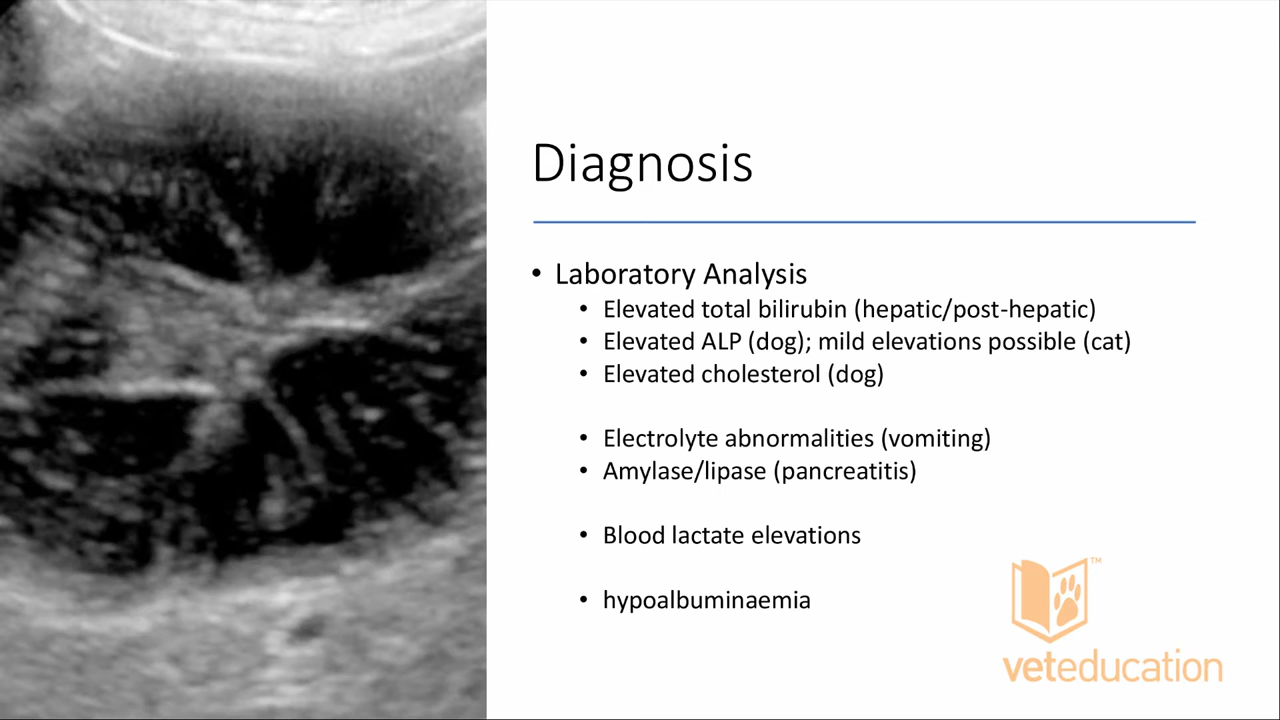 Diagnosis
• Laboratory Analysis
• Elevated total bilirubin (hepatic/post-hepatic)
• Elevated ALP (dog); mild elevations possible (cat)
• Elevated cholesterol (dog)
• Electrolyte abnormalities (vomiting)
• Amylase/lipase (pancreatitis)
• Blood lactate elevations
• hypoalbuminaemia
TM
veteducation